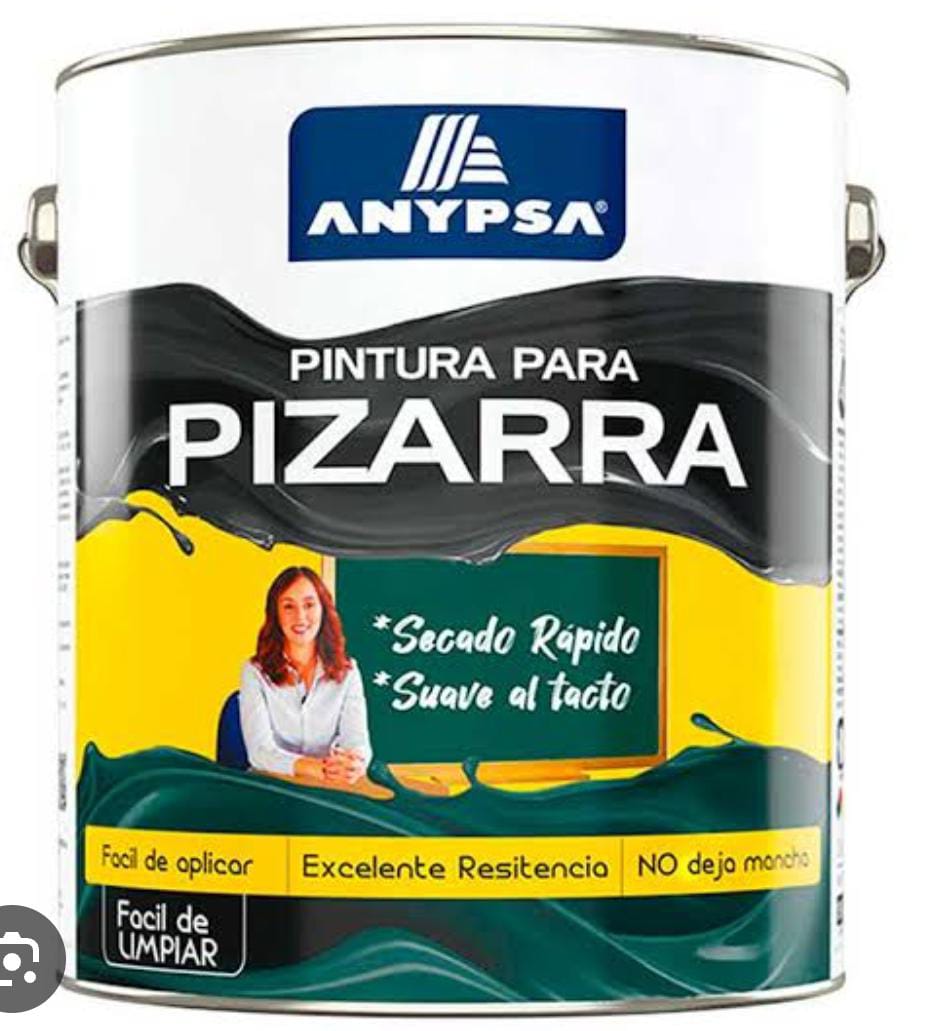 ANYPSA®
PINTURA PARA
PIZARRA
*Secado Rápido
*Suave al tacto
Facil de aplicar
Excelente Resitencia
NO deja mancha
Facil de
LIMPIAR